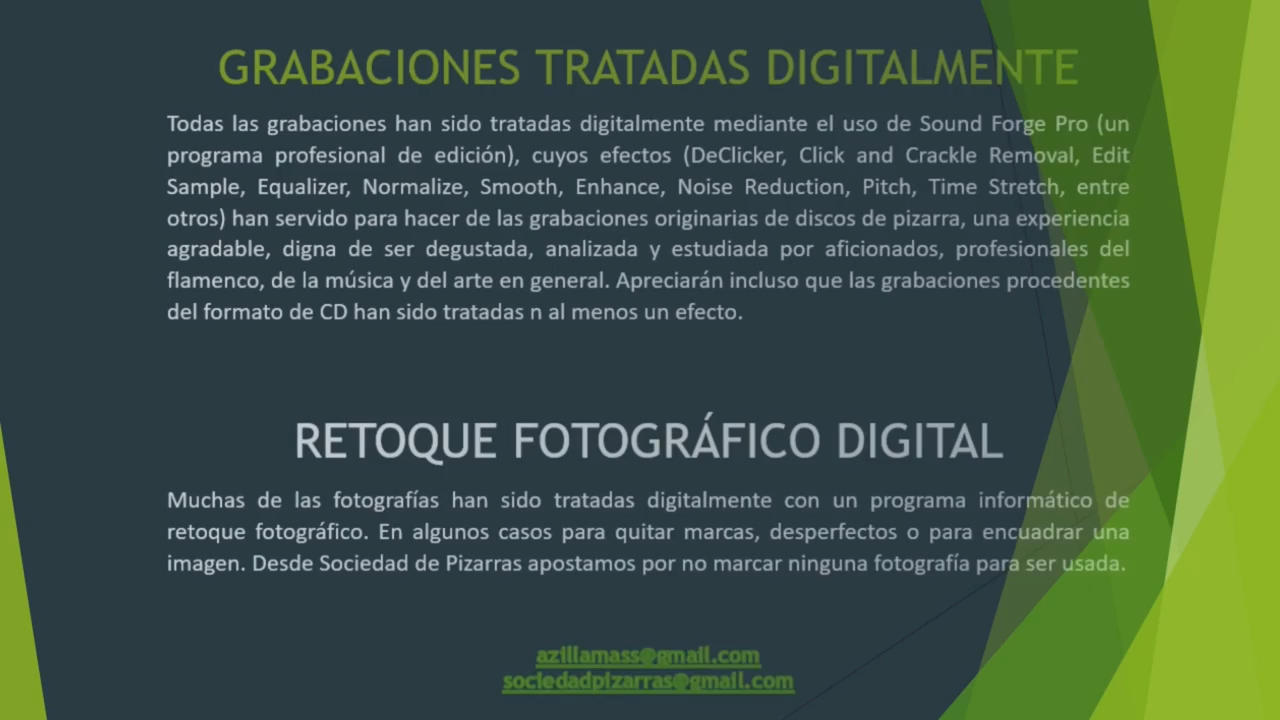 GRABACIONES TRATADAS DIGITALMENTE
Todas las grabaciones han sido tratadas digitalmente mediante el uso de Sound Forge Pro (un
programa profesional de edición), cuyos efectos (DeClicker, Click and Crackle Removal, Edit
Sample, Equalizer, Normalize, Smooth, Enhance, Noise Reduction, Pitch, Time Stretch, entre
otros) han servido para hacer de las grabaciones originarias de discos de pizarra, una experiencia
agradable, digna de ser degustada, analizada y estudiada por aficionados, profesionales del
flamenco, de la música y del arte en general. Apreciarán incluso que las grabaciones procedentes
del formato de CD han sido tratadas n al menos un efecto.
RETOQUE FOTOGRÁFICO DIGITAL
Muchas de las fotografías han sido tratadas digitalmente con un programa informático de
retoque fotográfico. En algunos casos para quitar marcas, desperfectos o para encuadrar una
imagen. Desde Sociedad de Pizarras apostamos por no marcar ninguna fotografía para ser usada.
azillamass@gmail.com
sociedadpizarras@gmail.com